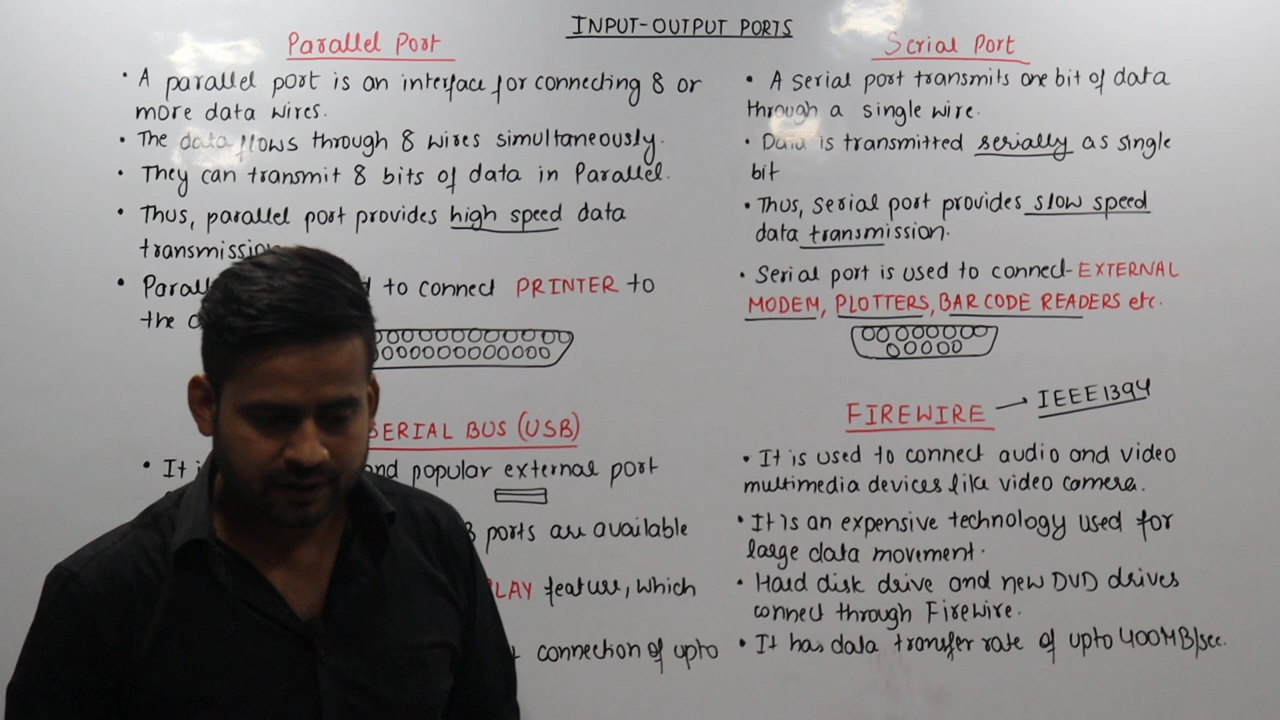 INPUT-OUTPUT PORTS
Parallel Port
• A parallel port is an interface for connecting 8 or
more data wires.
• The data flows through 8 wires simultaneously.
• They can transmit 8 bits of data in Parallel.
• Thus, parallel port provides high speed data
transmission
• Parall to connect PRINTER to
the
SERIAL BUS (USB)
• It and popular external port
ports are available
LAY feature, which
connection of upto
Serial Port
• A serial port transmits one bit of data
through a single wire.
• Data is transmitted serially as single
bit
• Thus, serial port provides slow speed
data transmission.
• Serial port is used to connect- EXTERNAL
MODEM, PLOTTERS, BAR CODE READERS etc.
FIREWIRE → IEEE1394
• It is used to connect audio and video
multimedia devices like video camera.
• It is an expensive technology used for
large data movement.
• Hard disk drive and new DVD drives
connect through Firewire.
• It has data transfer rate of upto 400MB/sec.